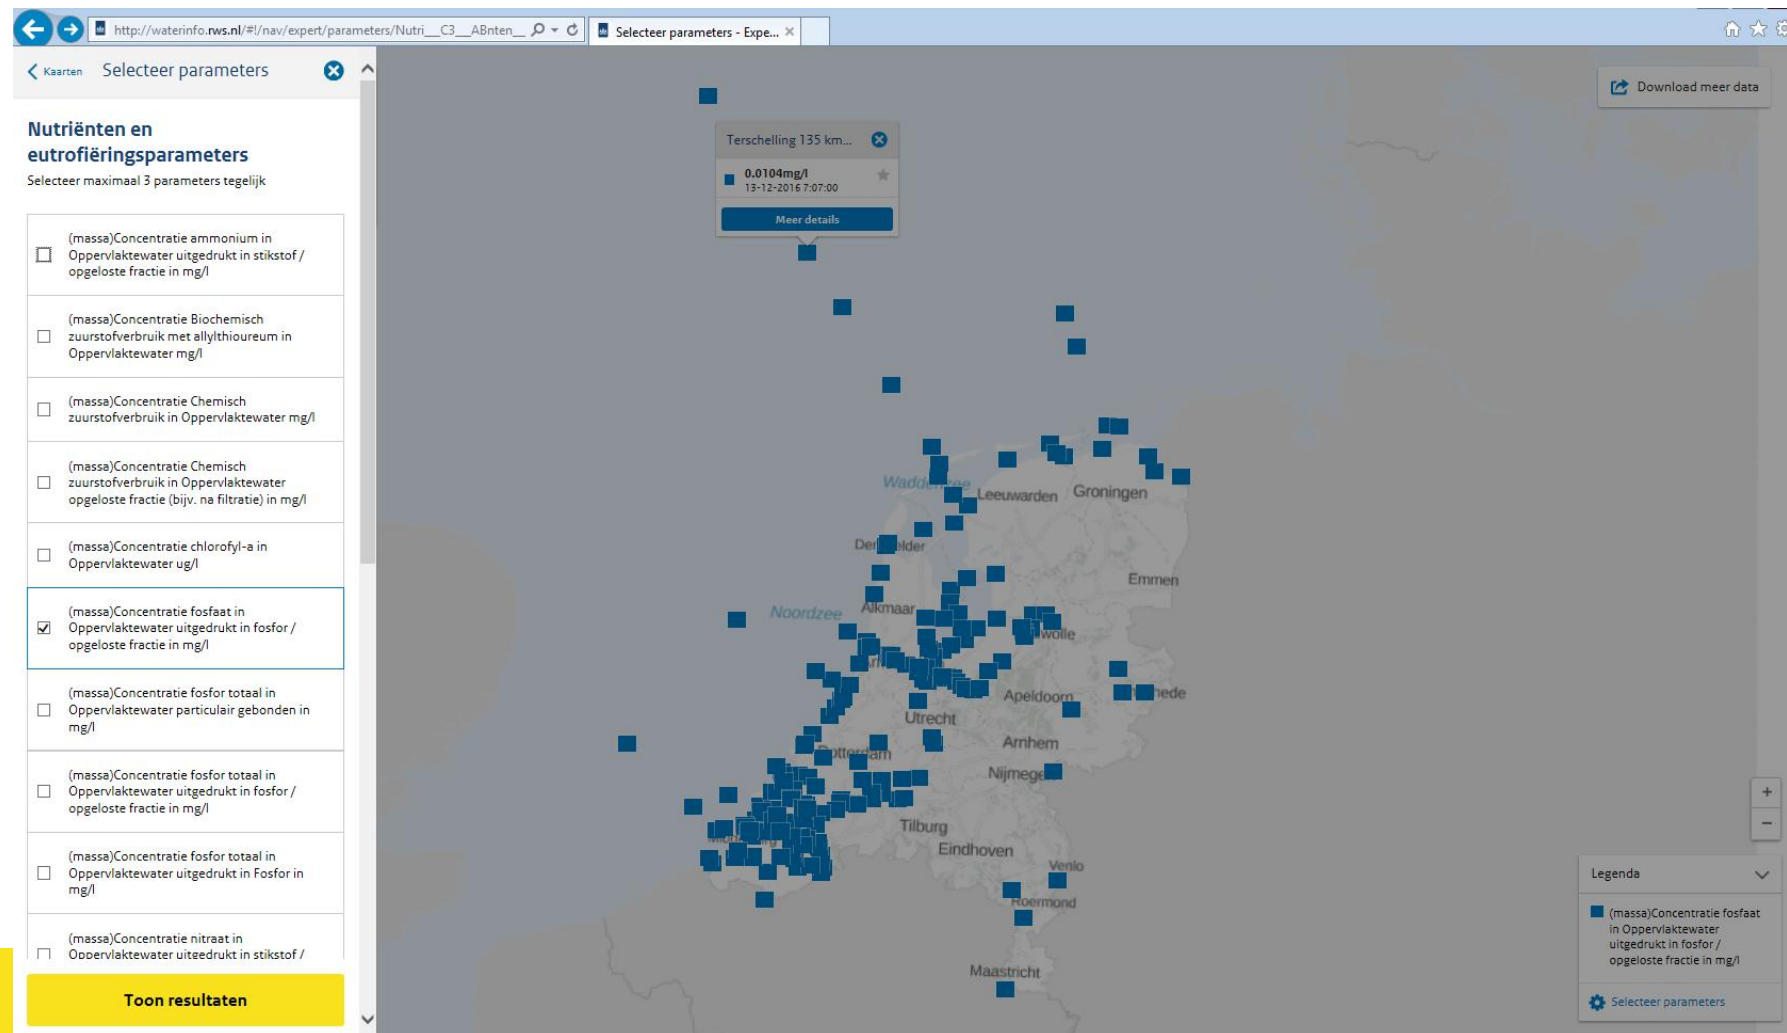 http://waterinfo.rws.nl/#!/nav/expert/parameters/Nutri__C3__ABnten__
Selecteer parameters - Expe...
Kaarten
Selecteer parameters
Nutriënten en
eutrofiëringsparameters
Selecteer maximaal 3 parameters tegelijk
(massa)Concentratie ammonium in
Oppervlaktewater uitgedrukt in stikstof /
opgeloste fractie in mg/l
(massa)Concentratie Biochemisch
zuurstofverbruik met allylthioureum in
Oppervlaktewater mg/l
(massa)Concentratie Chemisch
zuurstofverbruik in Oppervlaktewater mg/l
(massa)Concentratie Chemisch
zuurstofverbruik in Oppervlaktewater
opgeloste fractie (bijv. na filtratie) in mg/l
(massa)Concentratie chlorofyl-a in
Oppervlaktewater ug/l
(massa)Concentratie fosfaat in
Oppervlaktewater uitgedrukt in fosfor /
opgeloste fractie in mg/l
(massa)Concentratie fosfor totaal in
Oppervlaktewater particulair gebonden in
mg/l
(massa)Concentratie fosfor totaal in
Oppervlaktewater uitgedrukt in fosfor /
opgeloste fractie in mg/l
(massa)Concentratie fosfor totaal in
Oppervlaktewater uitgedrukt in Fosfor in
mg/l
(massa)Concentratie nitraat in
Oppervlaktewater uitgedrukt in stikstof /
Toon resultaten
Download meer data
Terschelling 135 km...
0.0104mg/l
13-12-2016 7:07:00
Meer details
Leeuwarden
Groningen
Emmen
Noordzee
Alkmaar
Apeldoorn
Utrecht
Arnhem
Tilburg
Eindhoven
Venlo
Roermond
Maastricht
+
−
Legenda
(massa)Concentratie fosfaat
in Oppervlaktewater
uitgedrukt in fosfor /
opgeloste fractie in mg/l
Selecteer parameters